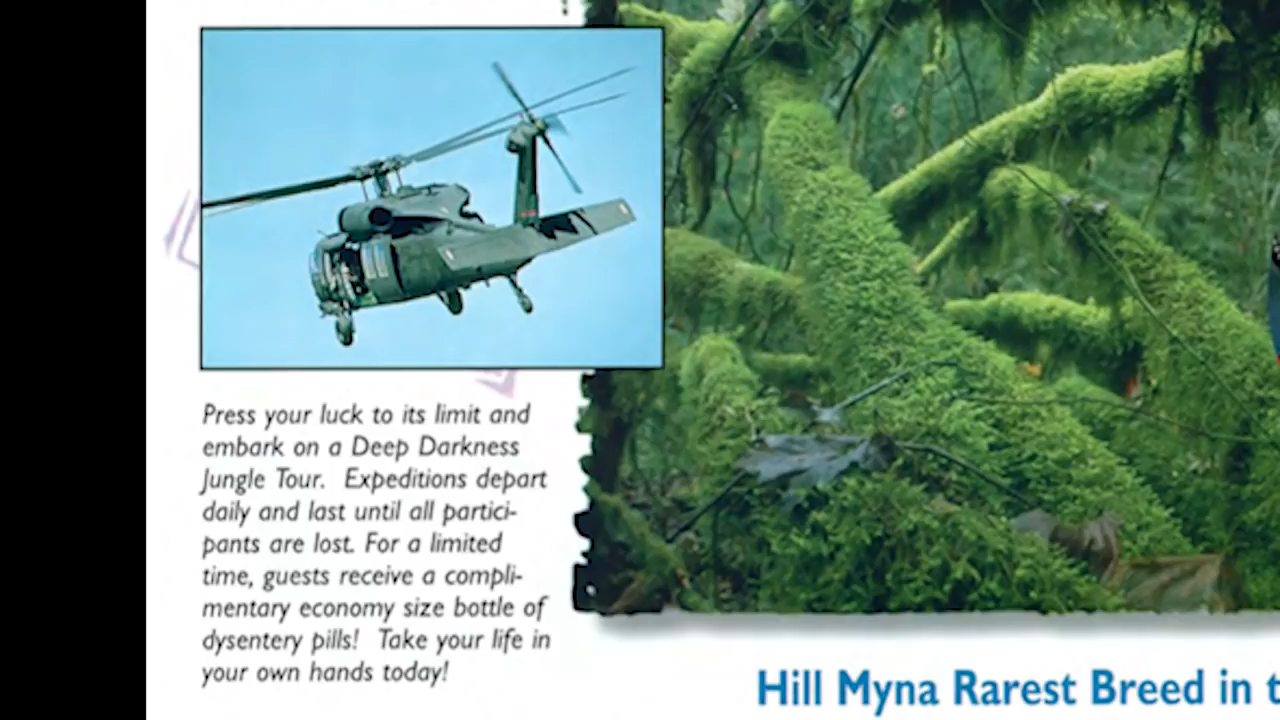 Press your luck to its limit and
embark on a Deep Darkness
Jungle Tour.  Expeditions depart
daily and last until all partici-
pants are lost. For a limited
time, guests receive a compli-
mentary economy size bottle of
dysentery pills!  Take your life in
your own hands today!
Hill Myna Rarest Breed in